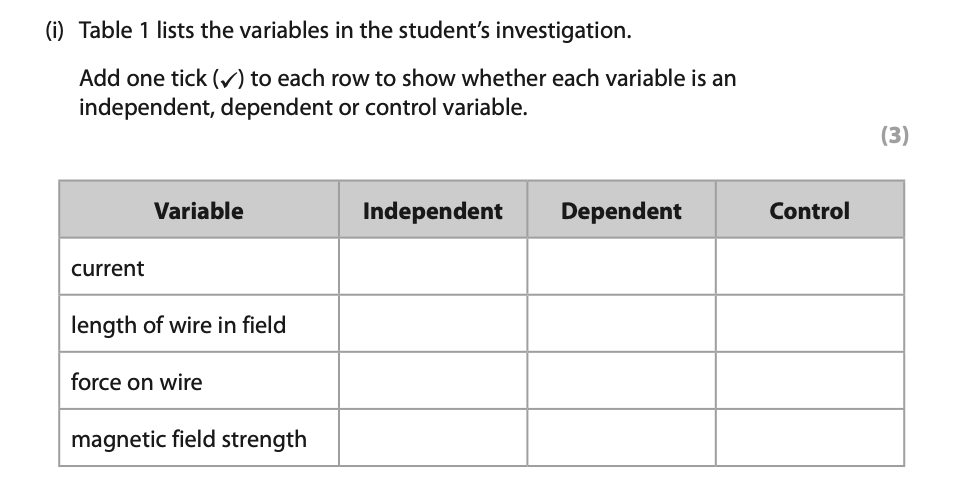 (i) Table 1 lists the variables in the student’s investigation.
Add one tick (✓) to each row to show whether each variable is an
independent, dependent or control variable.
(3)
Variable Independent Dependent Control
current
length of wire in field
force on wire
magnetic field strength